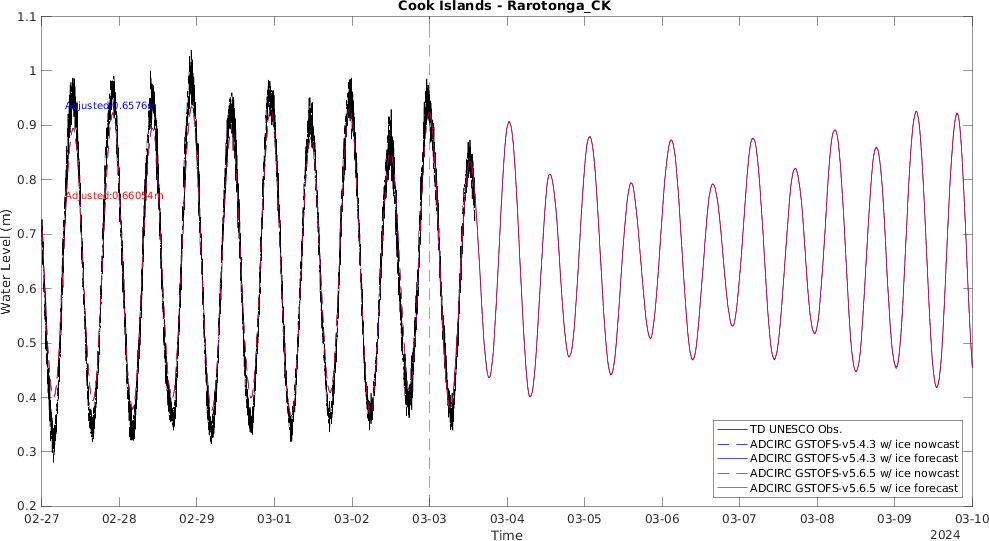 Cook Islands - Rarotonga_CK
1.1
1
0.9
0.8
0.7
0.6
0.5
0.4
0.3
0.2
Water Level (m)
Adjusted:0.6576m
Adjusted:0.66054m
TD UNESCO Obs.
ADCIRC GSTOFS-v5.4.3 w/ ice nowcast
ADCIRC GSTOFS-v5.4.3 w/ ice forecast
ADCIRC GSTOFS-v5.6.5 w/ ice nowcast
ADCIRC GSTOFS-v5.6.5 w/ ice forecast
02-27 02-28 02-29 03-01 03-02 03-03 03-04 03-05 03-06 03-07 03-08 03-09 03-10
Time
2024